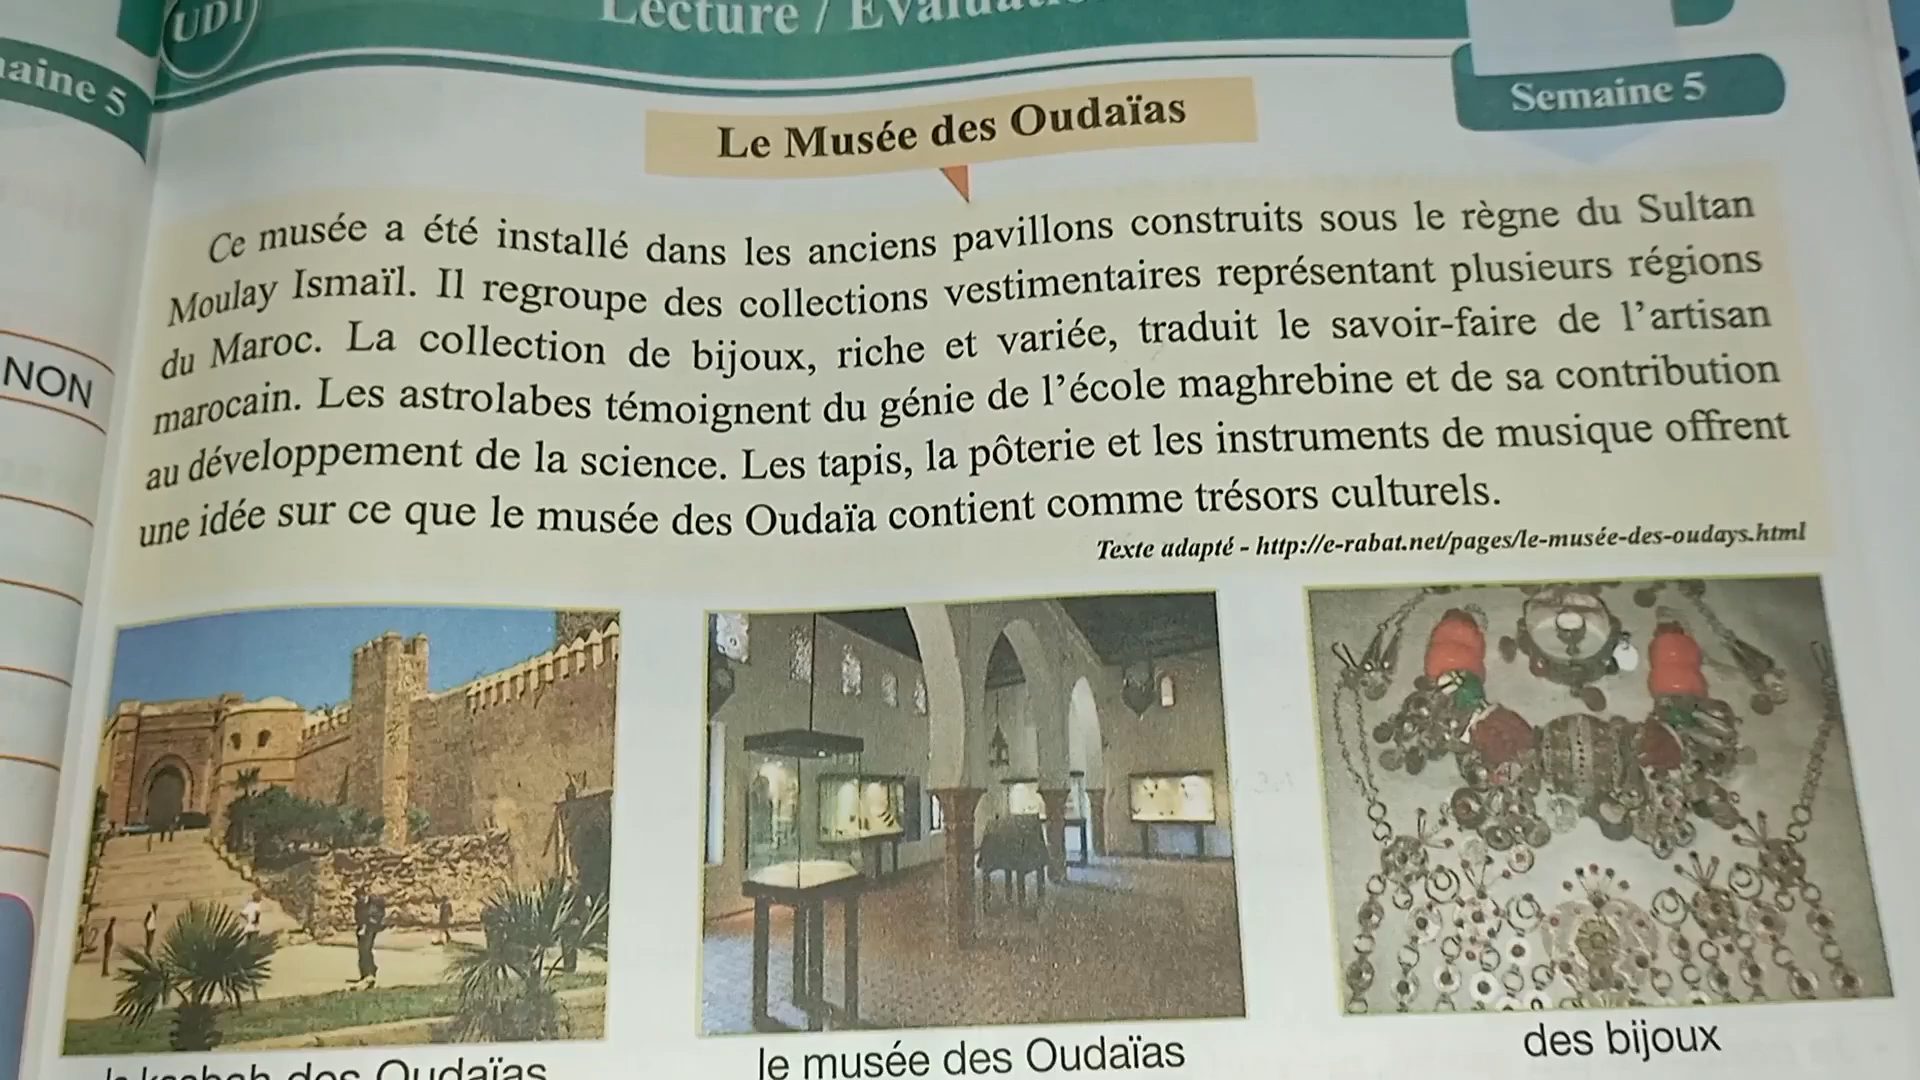 UD1
Lecture /
aine 5
Semaine 5
Le Musée des Oudaïas
Ce musée a été installé dans les anciens pavillons construits sous le règne du Sultan
Moulay Ismaïl. Il regroupe des collections vestimentaires représentant plusieurs régions
du Maroc. La collection de bijoux, riche et variée, traduit le savoir-faire de l'artisan
marocain. Les astrolabes témoignent du génie de l'école maghrebine et de sa contribution
au développement de la science. Les tapis, la pôterie et les instruments de musique offrent
une idée sur ce que le musée des Oudaïa contient comme trésors culturels.
Texte adapté - http://e-rabat.net/pages/le-musée-des-oudays.html
NON
la kasbah des Oudaïas
le musée des Oudaïas
des bijoux